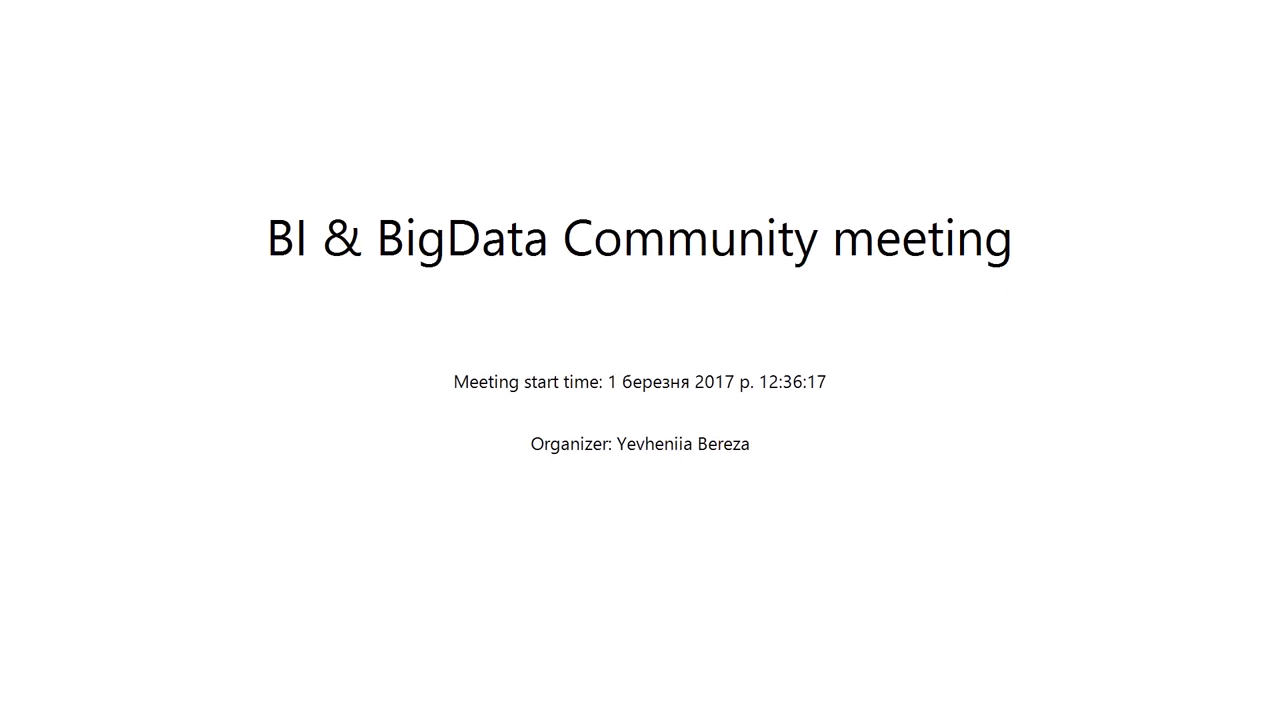 BI & BigData Community meeting
Meeting start time: 1 березня 2017 р. 12:36:17
Organizer: Yevheniia Bereza